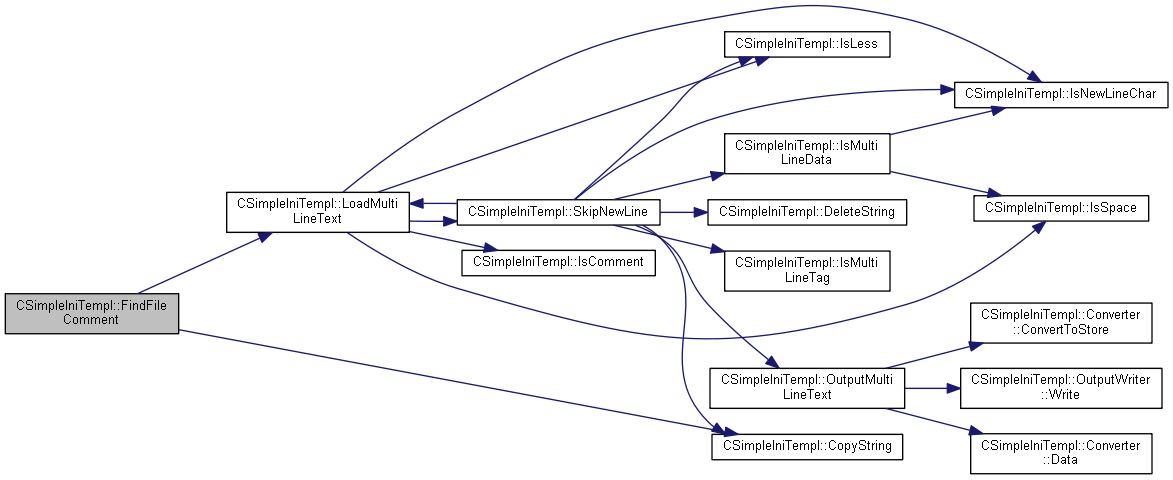 CSimpleIniTempl::FindFile
Comment
CSimpleIniTempl::LoadMulti
LineText
CSimpleIniTempl::SkipNewLine
CSimpleIniTempl::IsComment
CSimpleIniTempl::IsLess
CSimpleIniTempl::IsMulti
LineData
CSimpleIniTempl::DeleteString
CSimpleIniTempl::IsMulti
LineTag
CSimpleIniTempl::OutputMulti
LineText
CSimpleIniTempl::CopyString
CSimpleIniTempl::IsNewLineChar
CSimpleIniTempl::IsSpace
CSimpleIniTempl::Converter
::ConvertToStore
CSimpleIniTempl::OutputWriter
::Write
CSimpleIniTempl::Converter
::Data